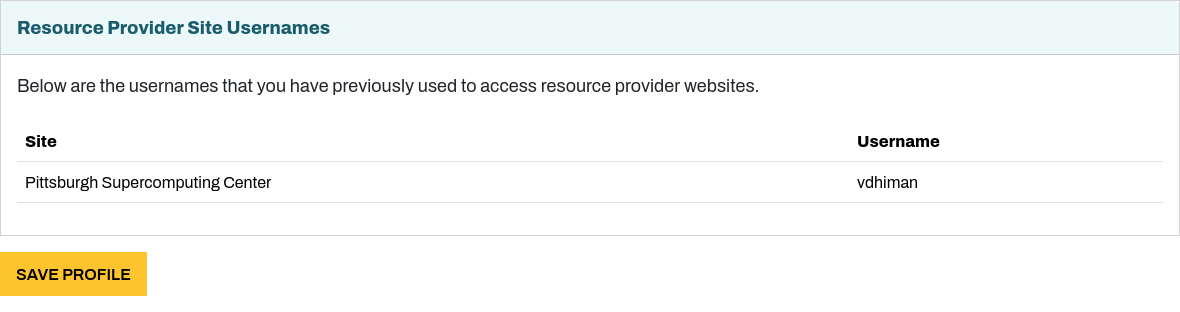 Resource Provider Site Usernames
Below are the usernames that you have previously used to access resource provider websites.
Site Username
Pittsburgh Supercomputing Center vdhiman
SAVE PROFILE